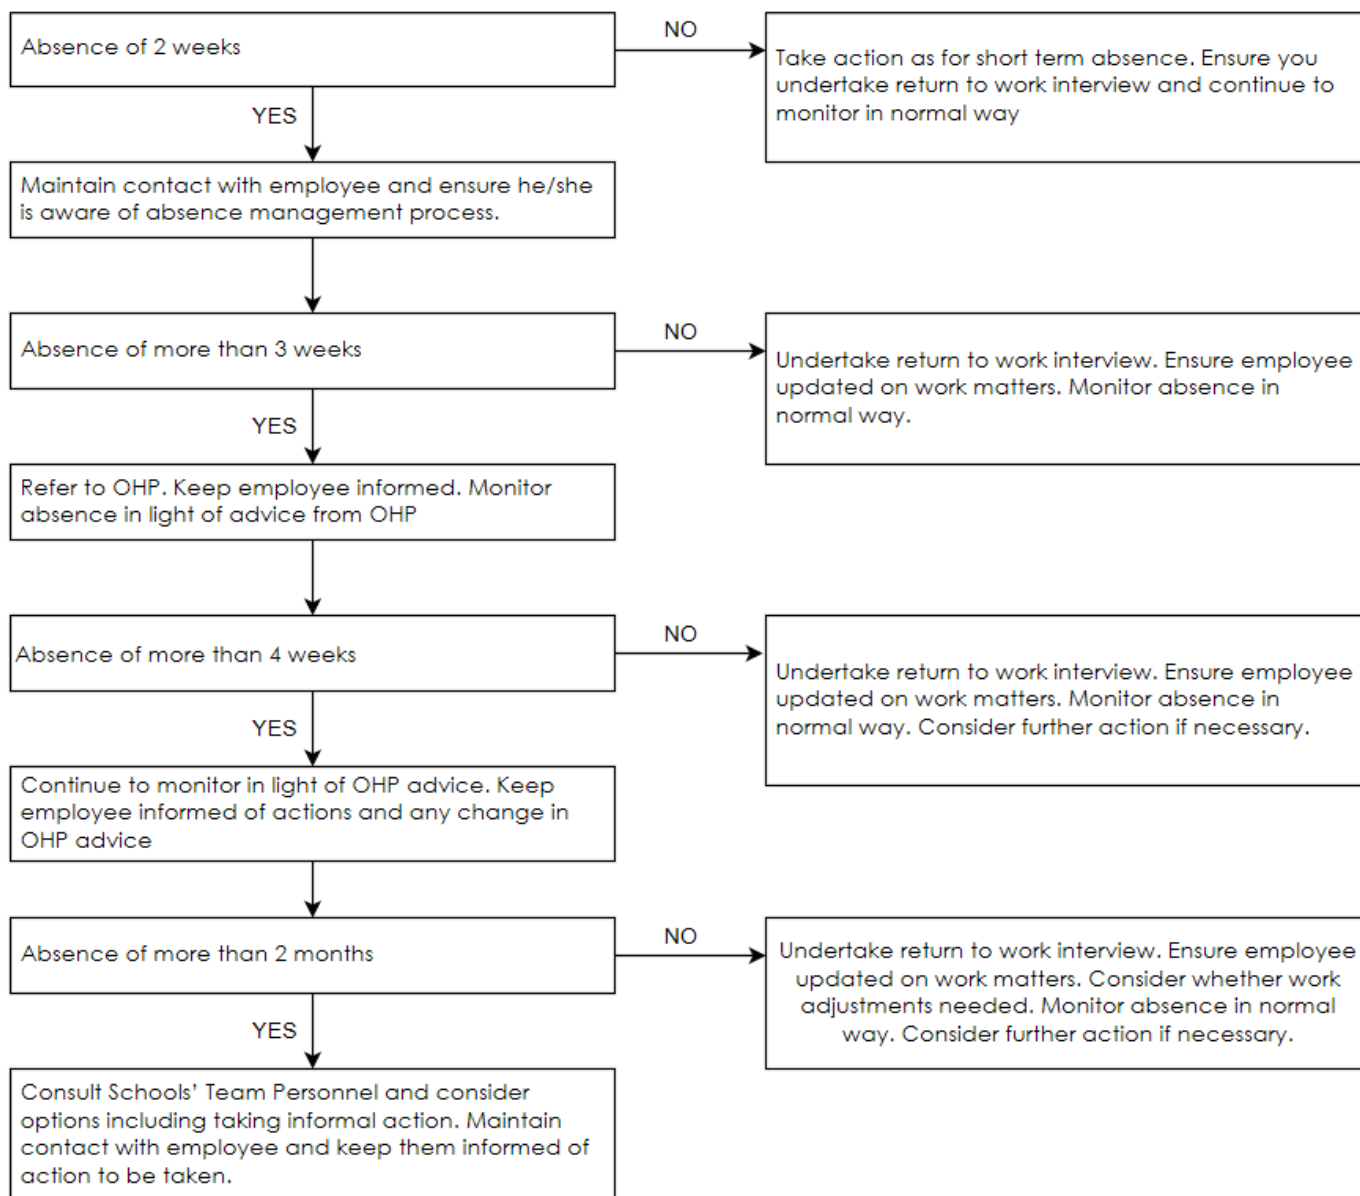 Absence of 2 weeks
NO
Take action as for short term absence. Ensure you
undertake return to work interview and continue to
monitor in normal way
YES
Maintain contact with employee and ensure he/she
is aware of absence management process.
Absence of more than 3 weeks
NO
Undertake return to work interview. Ensure employee
updated on work matters. Monitor absence in
normal way.
YES
Refer to OHP. Keep employee informed. Monitor
absence in light of advice from OHP
Absence of more than 4 weeks
NO
Undertake return to work interview. Ensure employee
updated on work matters. Monitor absence in
normal way. Consider further action if necessary.
YES
Continue to monitor in light of OHP advice. Keep
employee informed of actions and any change in
OHP advice
Absence of more than 2 months
NO
Undertake return to work interview. Ensure employee
updated on work matters. Consider whether work
adjustments needed. Monitor absence in normal
way. Consider further action if necessary.
YES
Consult Schools’ Team Personnel and consider
options including taking informal action. Maintain
contact with employee and keep them informed of
action to be taken.